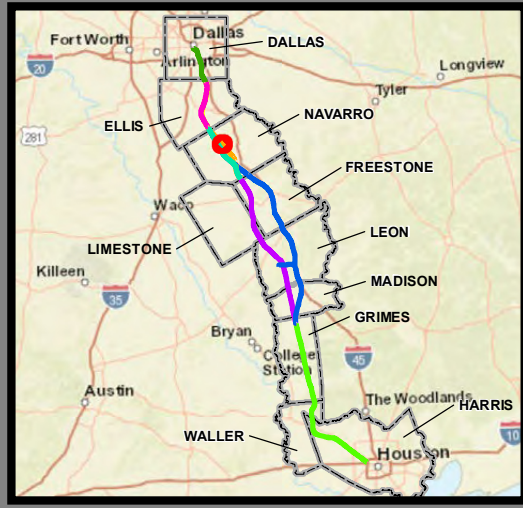 Dallas
DALLAS
Fort Worth
Arlington
Longview
20
Tyler
NAVARRO
ELLIS
281
FREESTONE
Waco
LEON
LIMESTONE
Killeen
MADISON
35
GRIMES
Bryan
College
Station
45
Austin
The Woodlands
HARRIS
WALLER
10
Houston